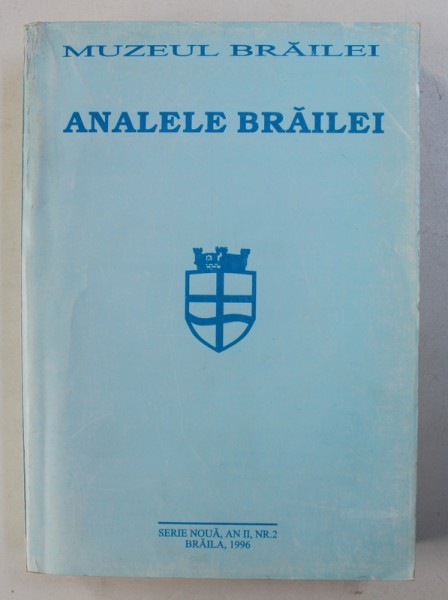 MUZEUL BRĂILEI
ANALELE BRĂILEI
SERIE NOUĂ, AN II, NR.2
BRĂILA, 1996